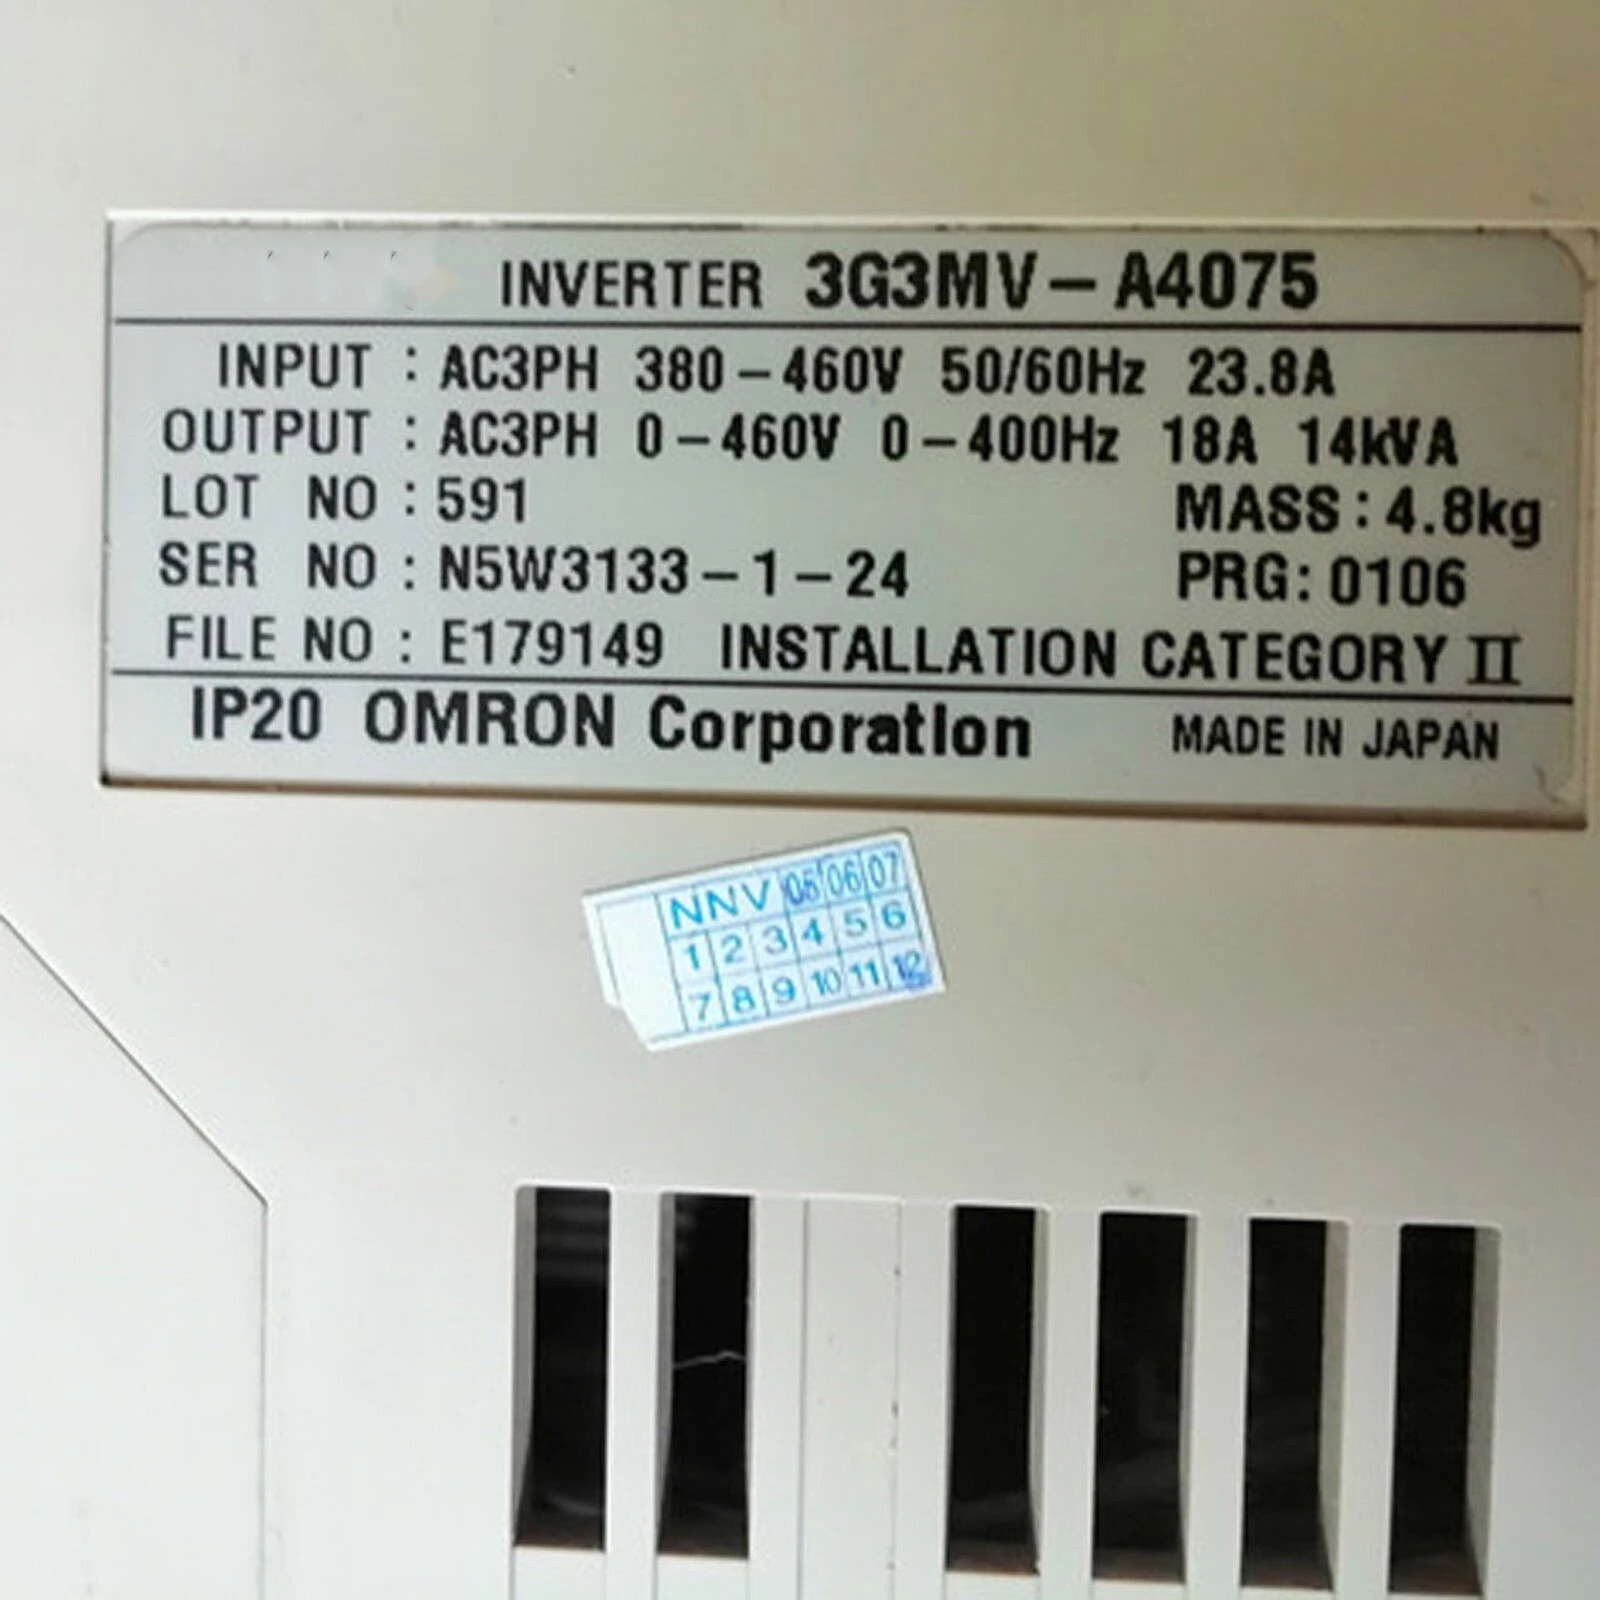 INVERTER 3G3MV-A4075
INPUT : AC3PH 380-460V 50/60Hz 23.8A
OUTPUT : AC3PH 0-460V 0-400Hz 18A 14kVA
LOT NO : 591 MASS : 4.8kg
SER NO : N5W3133-1-24 PRG: 0106
FILE NO : E179149 INSTALLATION CATEGORY II
IP20 OMRON Corporation MADE IN JAPAN
NNV 05 06 07
1 2 3 4 5 6
7 8 9 10 11 12